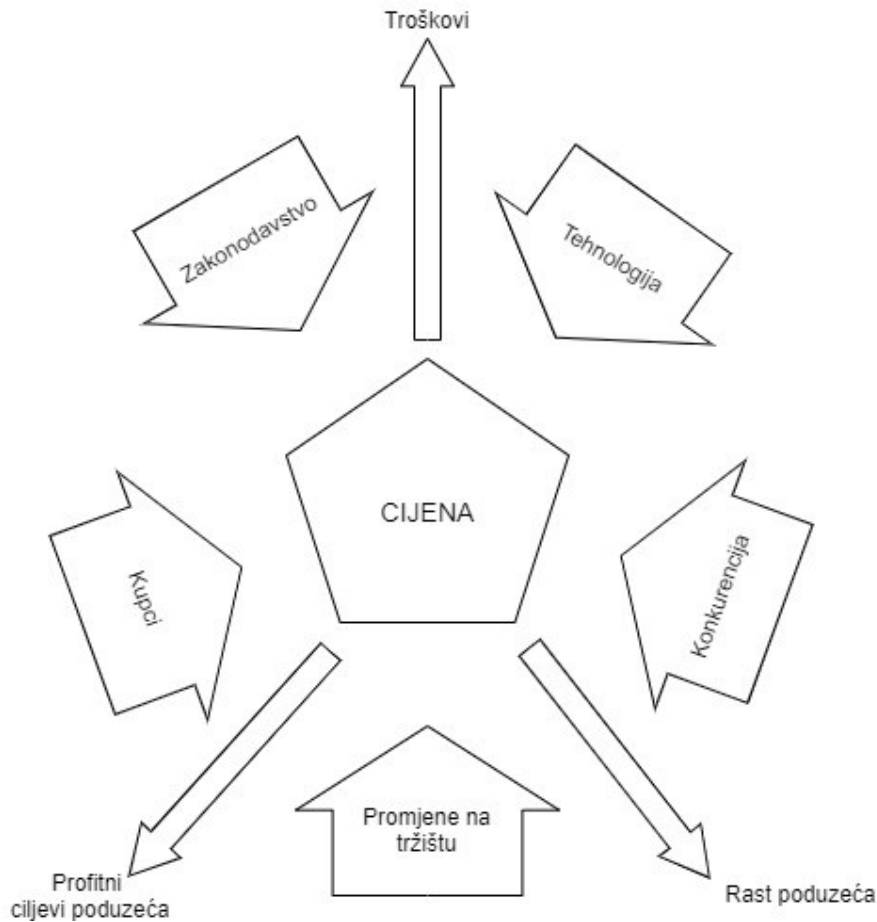 Troškovi
Zakonodavstvo
Tehnologija
CIJENA
Kupci
Konkurencija
Promjene na
tržištu
Profitni
ciljevi poduzeća
Rast poduzeća